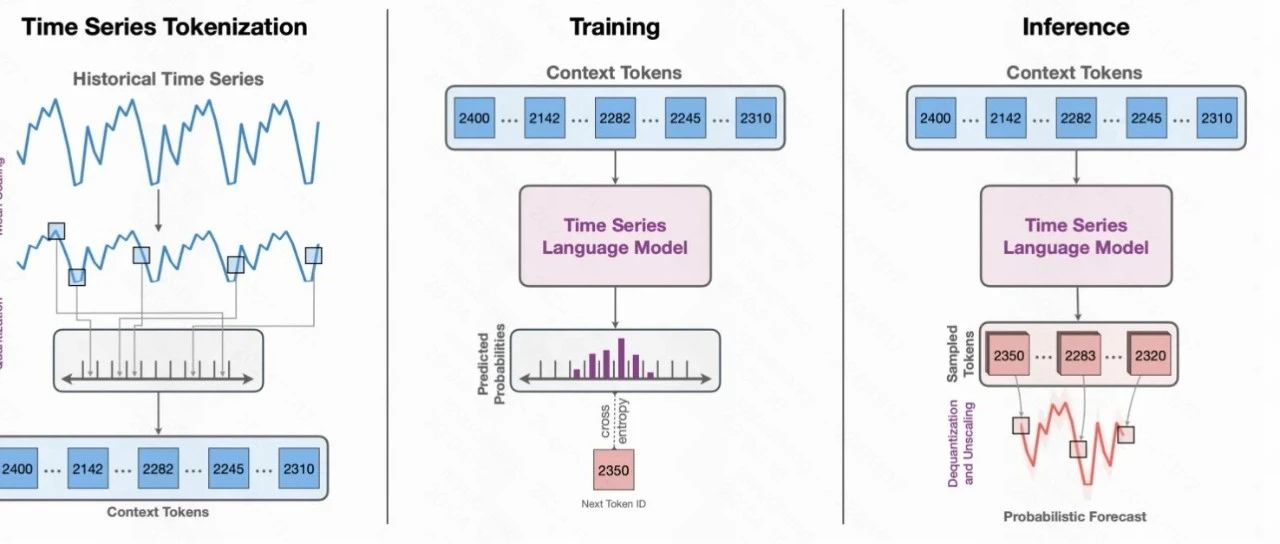 Time Series Tokenization
Historical Time Series
2400 ... 2142 ... 2282 ... 2245 ... 2310
Context Tokens
Training
Context Tokens
2400 ... 2142 ... 2282 ... 2245 ... 2310
Time Series
Language Model
Predicted
Probabilities
cross
entropy
2350
Next Token ID
Inference
Context Tokens
2400 ... 2142 ... 2282 ... 2245 ... 2310
Time Series
Language Model
Sampled
Tokens
2350 ... 2283 ... 2320
Dequantization
and Unscaling
Probabilistic Forecast